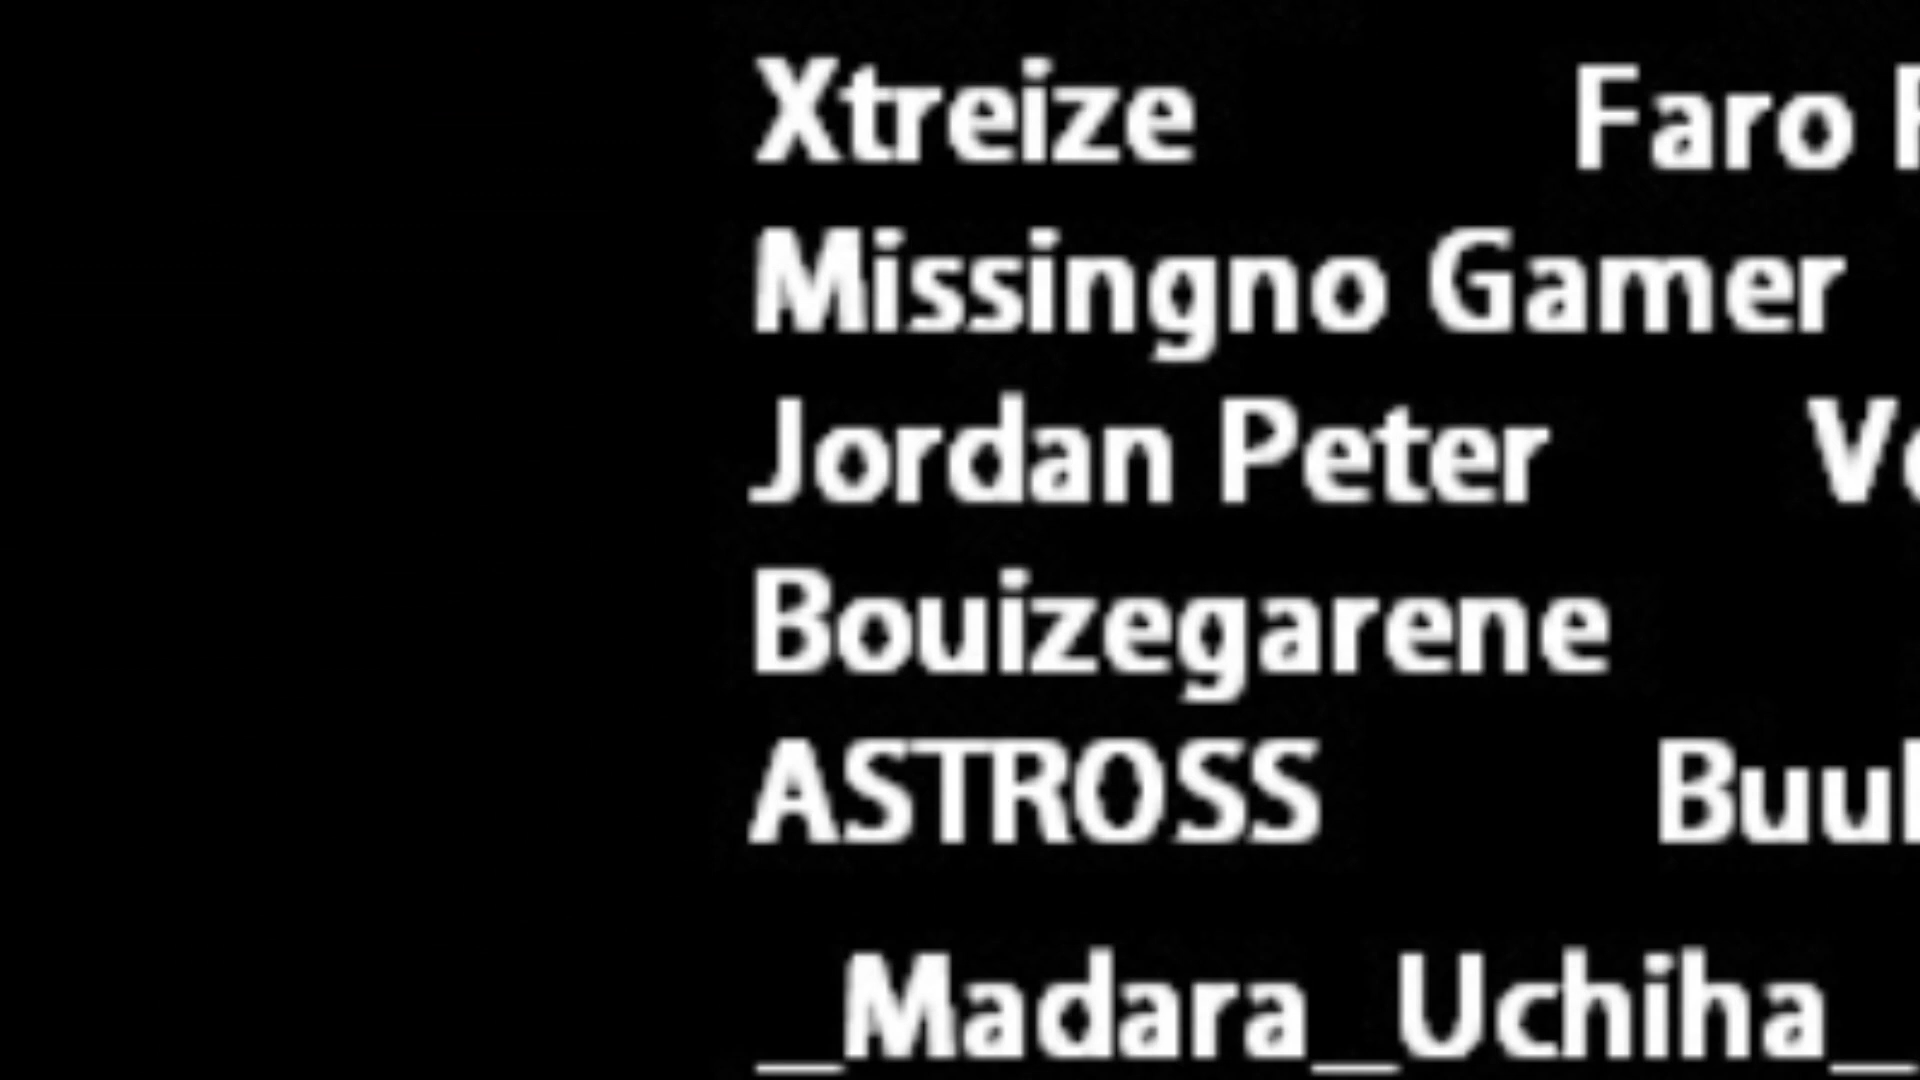 Xtreize Faro
Missingno Gamer
Jordan Peter
Bouizegarene
ASTROSS
_Madara_Uchiha_